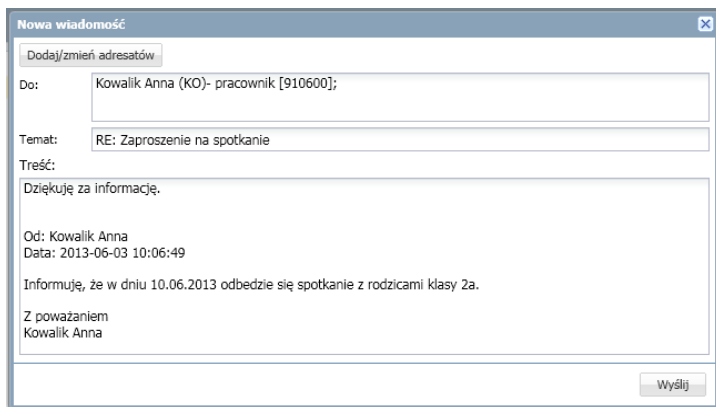 Nowa wiadomość
Dodaj/zmień adresatów
Do: Kowalik Anna (KO)- pracownik [910600];
Temat: RE: Zaproszenie na spotkanie
Treść:
Dziękuję za informację.
Od: Kowalik Anna
Data: 2013-06-03 10:06:49
Informuję, że w dniu 10.06.2013 odbedzie się spotkanie z rodzicami klasy 2a.
Z poważaniem
Kowalik Anna
Wyślij